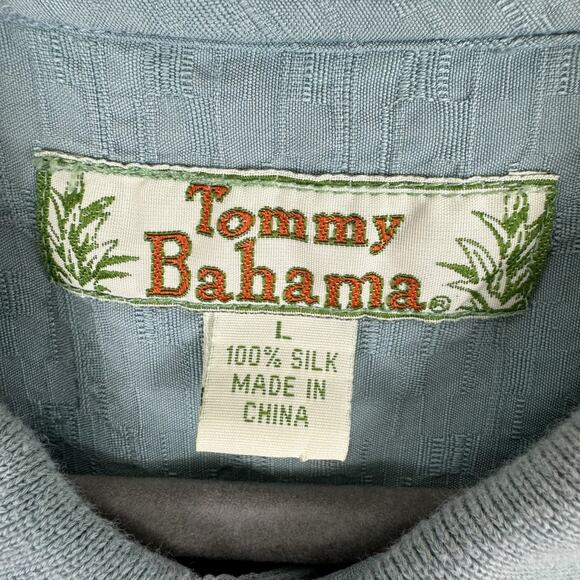 Tommy
Bahama®
L
100% SILK
MADE IN
CHINA